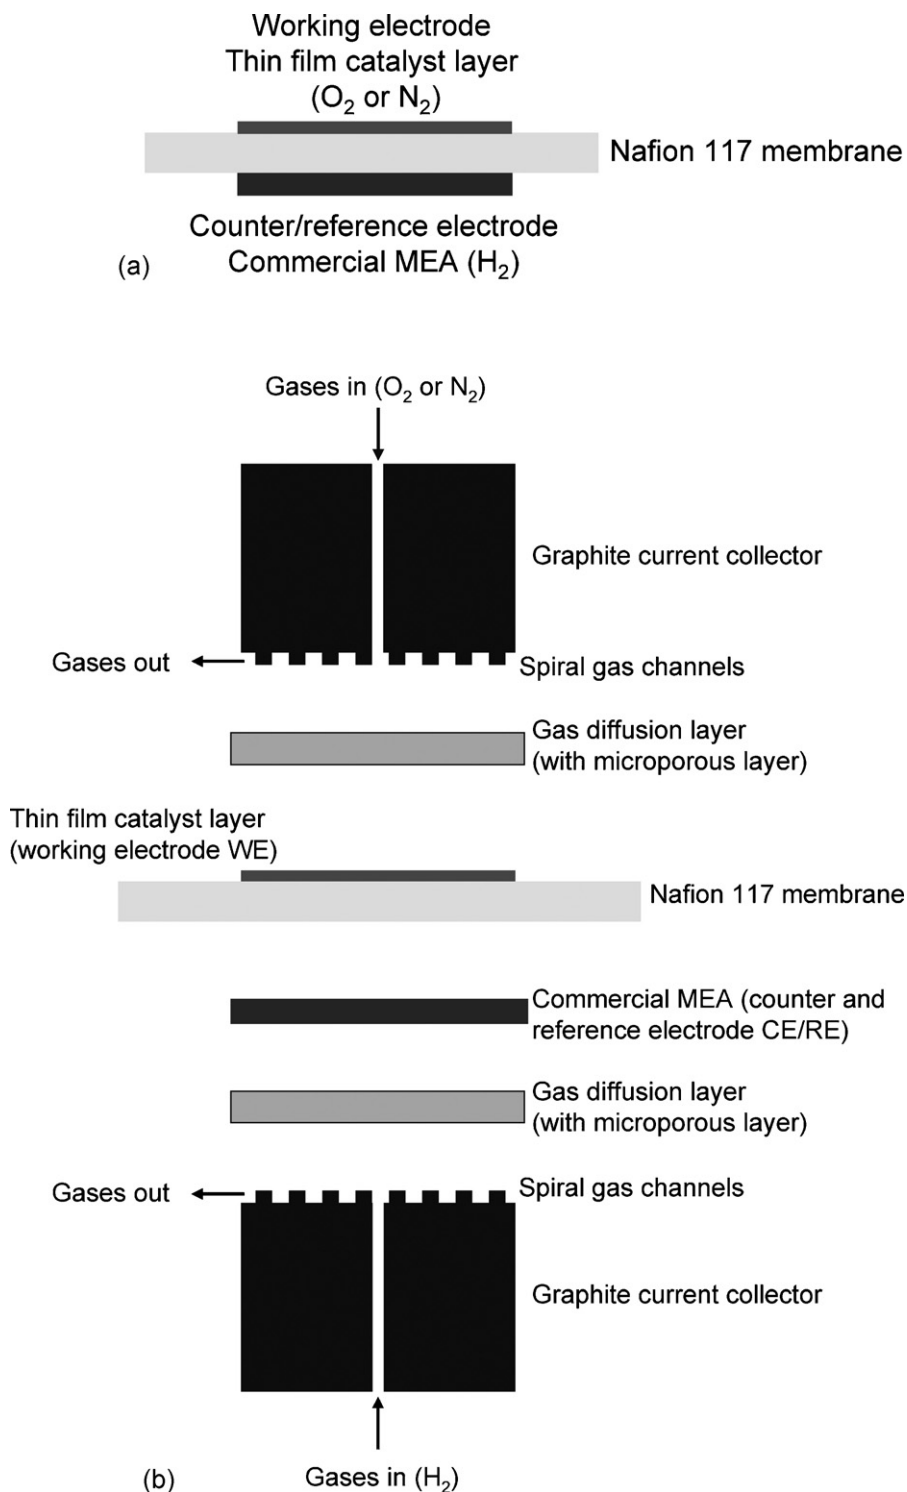 Working electrode
Thin film catalyst layer
(O₂ or N₂)
Nafion 117 membrane
Counter/reference electrode
Commercial MEA (H₂)
(a)
Gases in (O₂ or N₂)
Graphite current collector
Gases out
Spiral gas channels
Gas diffusion layer
(with microporous layer)
Thin film catalyst layer
(working electrode WE)
Nafion 117 membrane
Commercial MEA (counter and
reference electrode CE/RE)
Gas diffusion layer
(with microporous layer)
Gases out
Spiral gas channels
Graphite current collector
Gases in (H₂)
(b)